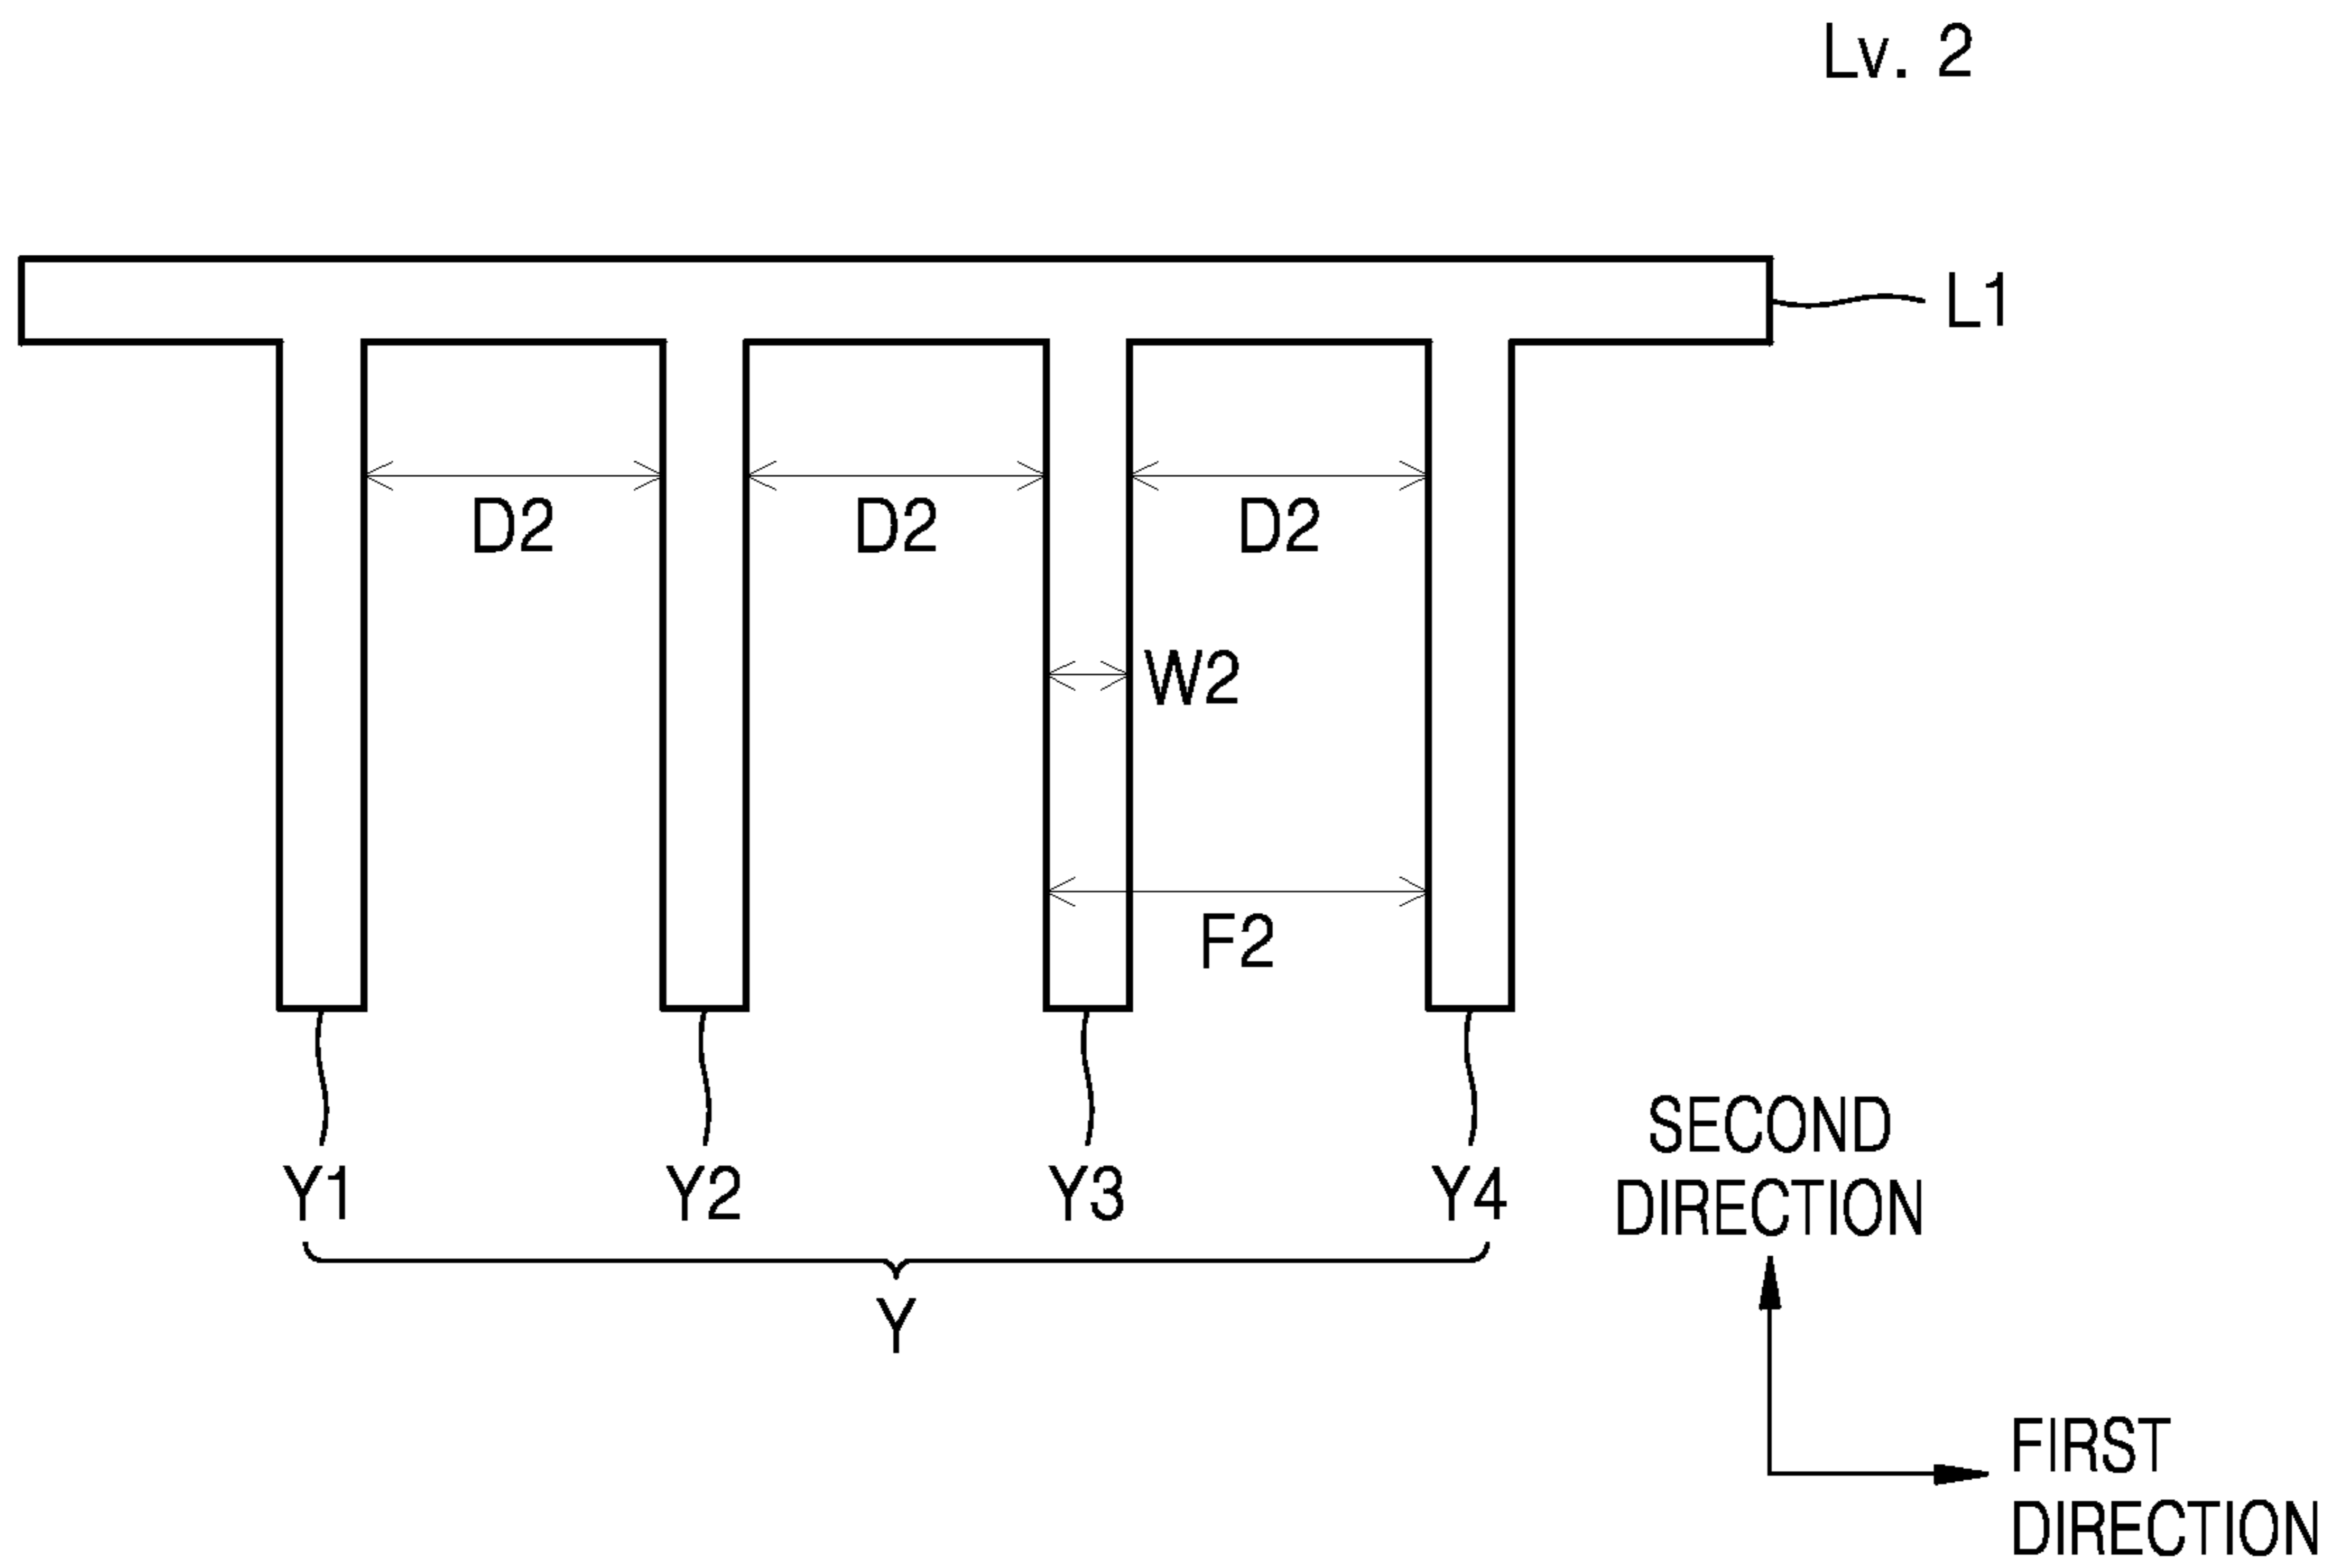 Lv. 2
L1
D2 D2 D2
W2
F2
Y1 Y2 Y3 Y4
Y
SECOND
DIRECTION
FIRST
DIRECTION